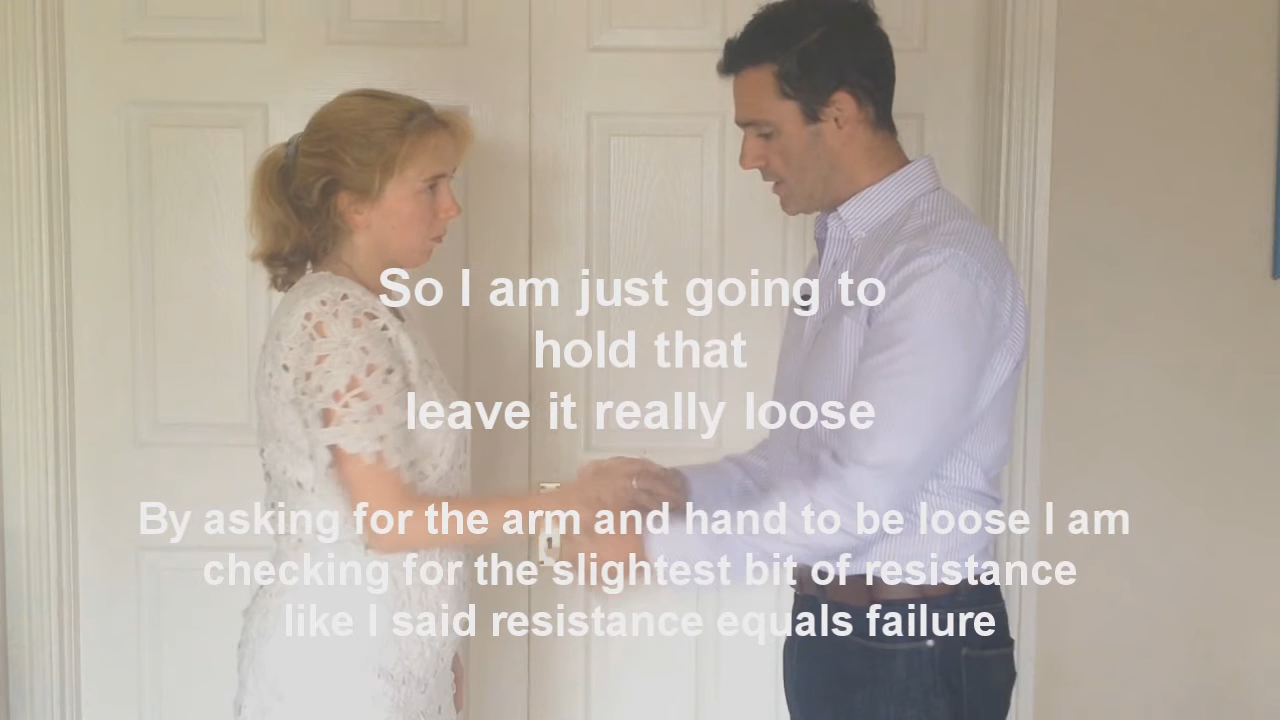 So I am just going to
hold that
leave it really loose
By asking for the arm and hand to be loose I am
checking for the slightest bit of resistance
like I said resistance equals failure